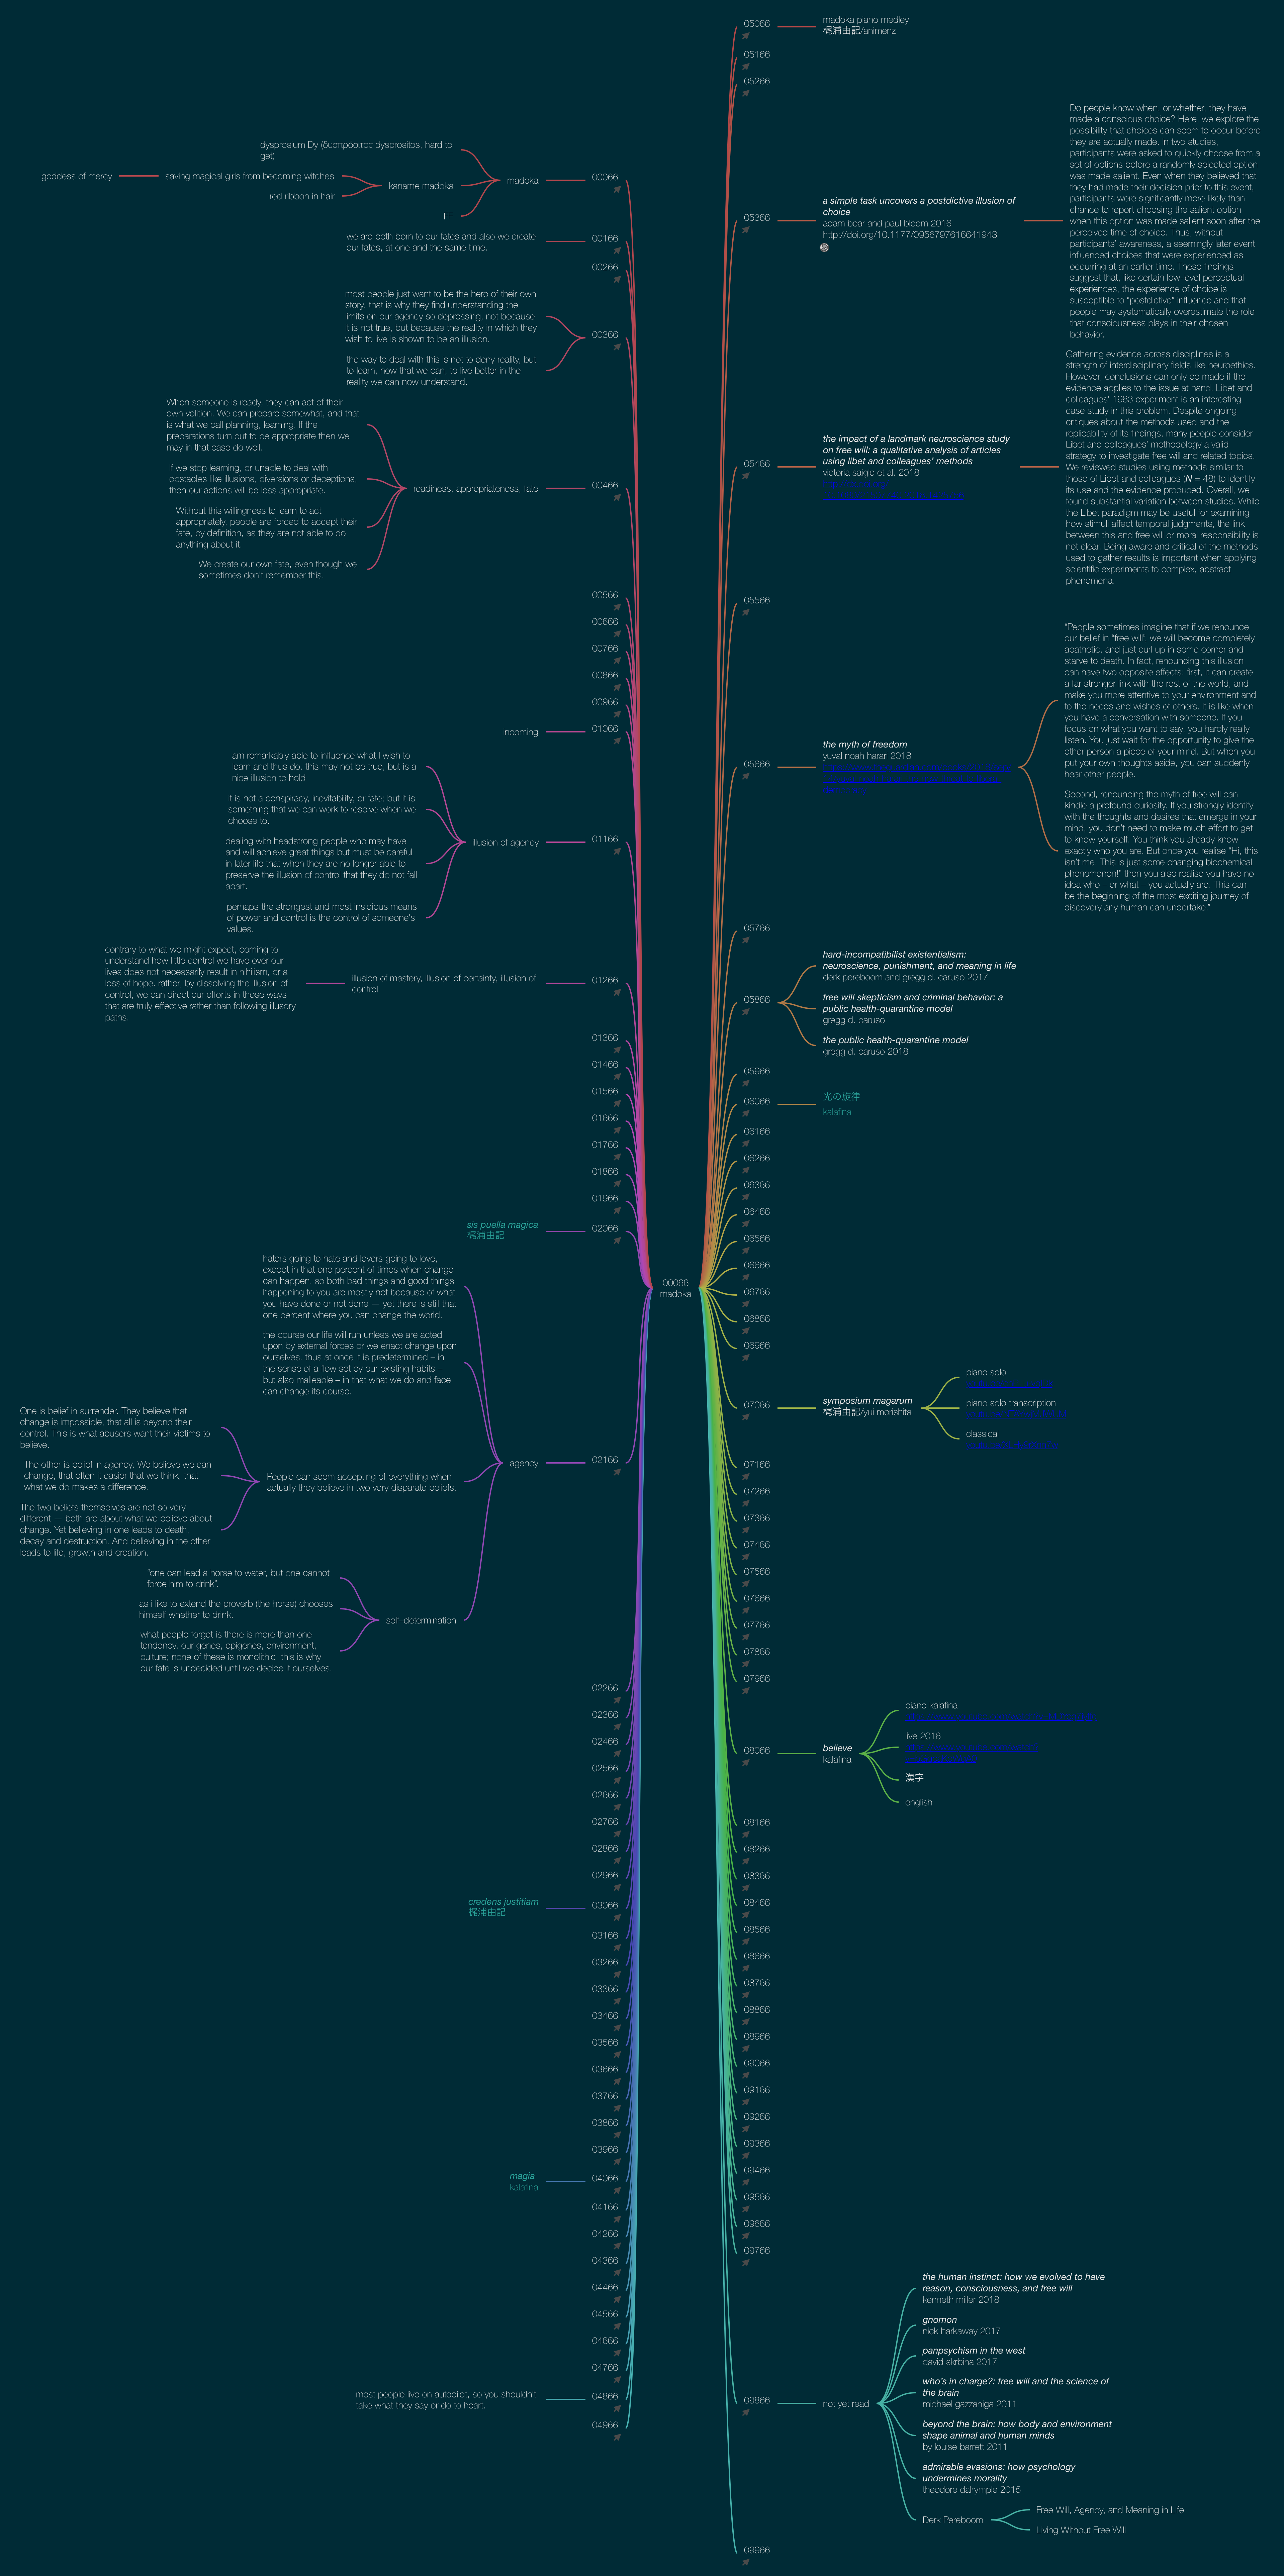 00066
madoka
madoka
dysprosium Dy (δυσπρόσιτος dysprositos, hard to
get)
kaname madoka
saving magical girls from becoming witches
goddess of mercy
red ribbon in hair
FF
00066
we are both born to our fates and also we create
our fates, at one and the same time.
00166
00266
most people just want to be the hero of their own
story. that is why they find understanding the
limits on our agency so depressing, not because
it is not true, but because the reality in which they
wish to live is shown to be an illusion.
the way to deal with this is not to deny reality, but
to learn, now that we can, to live better in the
reality we can now understand.
00366
When someone is ready, they can act of their
own volition. We can prepare somewhat, and that
is what we call planning, learning. If the
preparations turn out to be appropriate then we
may in that case do well.
If we stop learning, or unable to deal with
obstacles like illusions, diversions or deceptions,
then our actions will be less appropriate.
Without this willingness to learn to act
appropriately, people are forced to accept their
fate, by definition, as they are not able to do
anything about it.
We create our own fate, even though we
sometimes don't remember this.
readiness, appropriateness, fate
00466
00566
00666
00766
00866
00966
incoming
01066
am remarkably able to influence what I wish to
learn and thus do. this may not be true, but is a
nice illusion to hold
it is not a conspiracy, inevitability, or fate; but it is
something that we can work to resolve when we
choose to.
dealing with headstrong people who may have
and will achieve great things but must be careful
in later life that when they are no longer able to
preserve the illusion of control that they do not fall
apart.
perhaps the strongest and most insidious means
of power and control is the control of someone's
values.
illusion of agency
01166
contrary to what we might expect, coming to
understand how little control we have over our
lives does not necessarily result in nihilism, or a
loss of hope. rather, by dissolving the illusion of
control, we can direct our efforts in those ways
that are truly effective rather than following illusory
paths.
illusion of mastery, illusion of certainty, illusion of
control
01266
01366
01466
01566
01666
01766
01866
01966
sis puella magica
梶浦由記
02066
haters going to hate and lovers going to love,
except in that one percent of times when change
can happen. so both bad things and good things
happening to you are mostly not because of what
you have done or not done — yet there is still that
one percent where you can change the world.
the course our life will run unless we are acted
upon by external forces or we enact change upon
ourselves. thus at once it is predetermined – in
the sense of a flow set by our existing habits –
but also malleable – in that what we do and face
can change its course.
One is belief in surrender. They believe that
change is impossible, that all is beyond their
control. This is what abusers want their victims to
believe.
The other is belief in agency. We believe we can
change, that often it easier that we think, that
what we do makes a difference.
The two beliefs themselves are not so very
different — both are about what we believe about
change. Yet believing in one leads to death,
decay and destruction. And believing in the other
leads to life, growth and creation.
People can seem accepting of everything when
actually they believe in two very disparate beliefs.
"one can lead a horse to water, but one cannot
force him to drink".
as i like to extend the proverb (the horse) chooses
himself whether to drink.
what people forget is there is more than one
tendency. our genes, epigenes, environment,
culture; none of these is monolithic. this is why
our fate is undecided until we decide it ourselves.
self–determination
agency
02166
02266
02366
02466
02566
02666
02766
02866
02966
credens justitiam
梶浦由記
03066
03166
03266
03366
03466
03566
03666
03766
03866
03966
magia
kalafina
04066
04166
04266
04366
04466
04566
04666
04766
most people live on autopilot, so you shouldn't
take what they say or do to heart.
04866
04966
05066
madoka piano medley
梶浦由記/animenz
05166
05266
05366
a simple task uncovers a postdictive illusion of
choice
adam bear and paul bloom 2016
http://doi.org/10.1177/0956797616641943
Do people know when, or whether, they have
made a conscious choice? Here, we explore the
possibility that choices can seem to occur before
they are actually made. In two studies,
participants were asked to quickly choose from a
set of options before a randomly selected option
was made salient. Even when they believed that
they had made their decision prior to this event,
participants were significantly more likely than
chance to report choosing the salient option
when this option was made salient soon after the
perceived time of choice. Thus, without
participants' awareness, a seemingly later event
influenced choices that were experienced as
occurring at an earlier time. These findings
suggest that, like certain low-level perceptual
experiences, the experience of choice is
susceptible to "postdictive" influence and that
people may systematically overestimate the role
that consciousness plays in their chosen
behavior.
05466
the impact of a landmark neuroscience study
on free will: a qualitative analysis of articles
using libet and colleagues' methods
victoria saigle et al. 2018
Gathering evidence across disciplines is a
strength of interdisciplinary fields like neuroethics.
However, conclusions can only be made if the
evidence applies to the issue at hand. Libet and
colleagues' 1983 experiment is an interesting
case study in this problem. Despite ongoing
critiques about the methods used and the
replicability of its findings, many people consider
Libet and colleagues' methodology a valid
strategy to investigate free will and related topics.
We reviewed studies using methods similar to
those of Libet and colleagues (N = 48) to identify
its use and the evidence produced. Overall, we
found substantial variation between studies. While
the Libet paradigm may be useful for examining
how stimuli affect temporal judgments, the link
between this and free will or moral responsibility is
not clear. Being aware and critical of the methods
used to gather results is important when applying
scientific experiments to complex, abstract
phenomena.
05566
05666
the myth of freedom
yuval noah harari 2018
"People sometimes imagine that if we renounce
our belief in "free will", we will become completely
apathetic, and just curl up in some corner and
starve to death. In fact, renouncing this illusion
can have two opposite effects: first, it can create
a far stronger link with the rest of the world, and
make you more attentive to your environment and
to the needs and wishes of others. It is like when
you have a conversation with someone. If you
focus on what you want to say, you hardly really
listen. You just wait for the opportunity to give the
other person a piece of your mind. But when you
put your own thoughts aside, you can suddenly
hear other people.
Second, renouncing the myth of free will can
kindle a profound curiosity. If you strongly identify
with the thoughts and desires that emerge in your
mind, you don't need to make much effort to get
to know yourself. You think you already know
exactly who you are. But once you realise "Hi, this
isn't me. This is just some changing biochemical
phenomenon!" then you also realise you have no
idea who – or what – you actually are. This can
be the beginning of the most exciting journey of
discovery any human can undertake."
05766
05866
hard-incompatibilist existentialism:
neuroscience, punishment, and meaning in life
derk pereboom and gregg d. caruso 2017
free will skepticism and criminal behavior: a
public health-quarantine model
gregg d. caruso
the public health-quarantine model
gregg d. caruso 2018
05966
06066
光の旋律
kalafina
06166
06266
06366
06466
06566
06666
06766
06866
06966
07066
symposium magarum
梶浦由記/yui morishita
piano solo
piano solo transcription
classical
07166
07266
07366
07466
07566
07666
07766
07866
07966
08066
believe
kalafina
piano kalafina
live 2016
漢字
english
08166
08266
08366
08466
08566
08666
08766
08866
08966
09066
09166
09266
09366
09466
09566
09666
09766
09866
not yet read
the human instinct: how we evolved to have
reason, consciousness, and free will
kenneth miller 2018
gnomon
nick harkaway 2017
panpsychism in the west
david skrbina 2017
who's in charge?: free will and the science of
the brain
michael gazzaniga 2011
beyond the brain: how body and environment
shape animal and human minds
by louise barrett 2011
admirable evasions: how psychology
undermines morality
theodore dalrymple 2015
Derk Pereboom
Free Will, Agency, and Meaning in Life
Living Without Free Will
09966